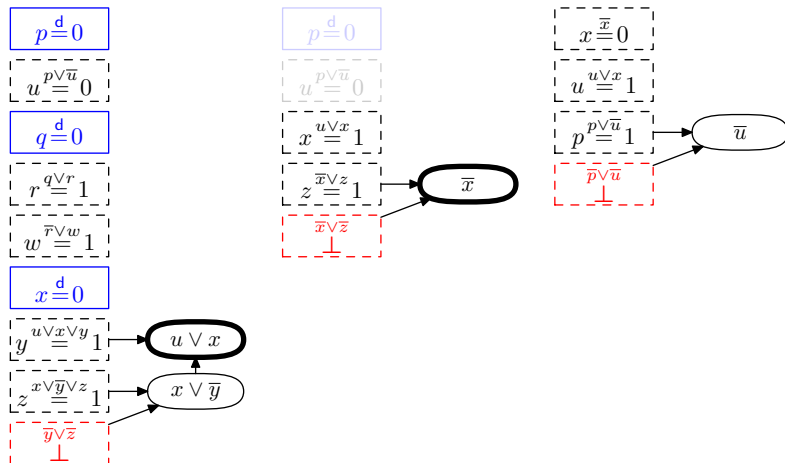 p =ᵈ 0
u =^{p∨u̅} 0
q =ᵈ 0
r =^{q∨r} 1
w =^{r̅∨w} 1
x =ᵈ 0
y =^{u∨x∨y} 1
u ∨ x
z =^{x∨y̅∨z} 1
x ∨ y̅
y̅∨z̅
⊥
p =ᵈ 0
u =^{p∨u̅} 0
x =^{u∨x} 1
z =^{x̅∨z} 1
x̅
x̅∨z̅
⊥
x =^{x̅} 0
u =^{u∨x} 1
p =^{p∨u̅} 1
u̅
p̅∨u̅
⊥